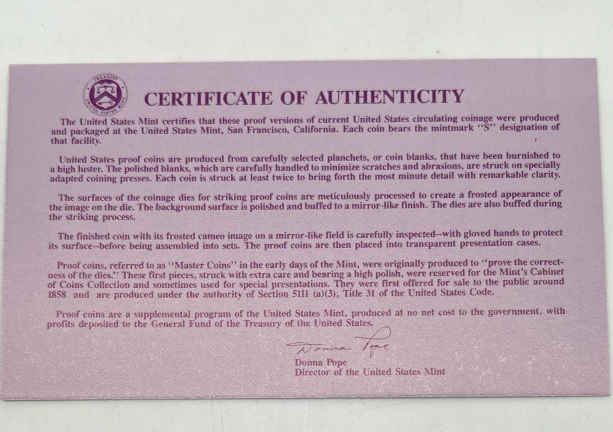 CERTIFICATE OF AUTHENTICITY
The United States Mint certifies that these proof versions of current United States circulating coinage were produced
and packaged at the United States Mint, San Francisco, California. Each coin bears the mintmark "S" designation of
that facility.
United States proof coins are produced from carefully selected planchets, or coin blanks, that have been burnished to
a high luster. The polished blanks, which are carefully handled to minimize scratches and abrasions, are struck on specially
adapted coining presses. Each coin is struck at least twice to bring forth the most minute detail with remarkable clarity.
The surfaces of the coinage dies for striking proof coins are meticulously processed to create a frosted appearance of
the image on the die. The background surface is polished and buffed to a mirror-like finish. The dies are also buffed during
the striking process.
The finished coin with its frosted cameo image on a mirror-like field is carefully inspected--with gloved hands to protect
its surface--before being assembled into sets. The proof coins are then placed into transparent presentation cases.
Proof coins, referred to as "Master Coins" in the early days of the Mint, were originally produced to "prove the correct-
ness of the dies." These first pieces, struck with extra care and bearing a high polish, were reserved for the Mint's Cabinet
of Coins Collection and sometimes used for special presentations. They were first offered for sale to the public around
1858 and are produced under the authority of Section 5111 (a)(3), Title 31 of the United States Code.
Proof coins are a supplemental program of the United States Mint, produced at no net cost to the government, with
profits deposited to the General Fund of the Treasury of the United States.
Donna Pope
Donna Pope
Director of the United States Mint